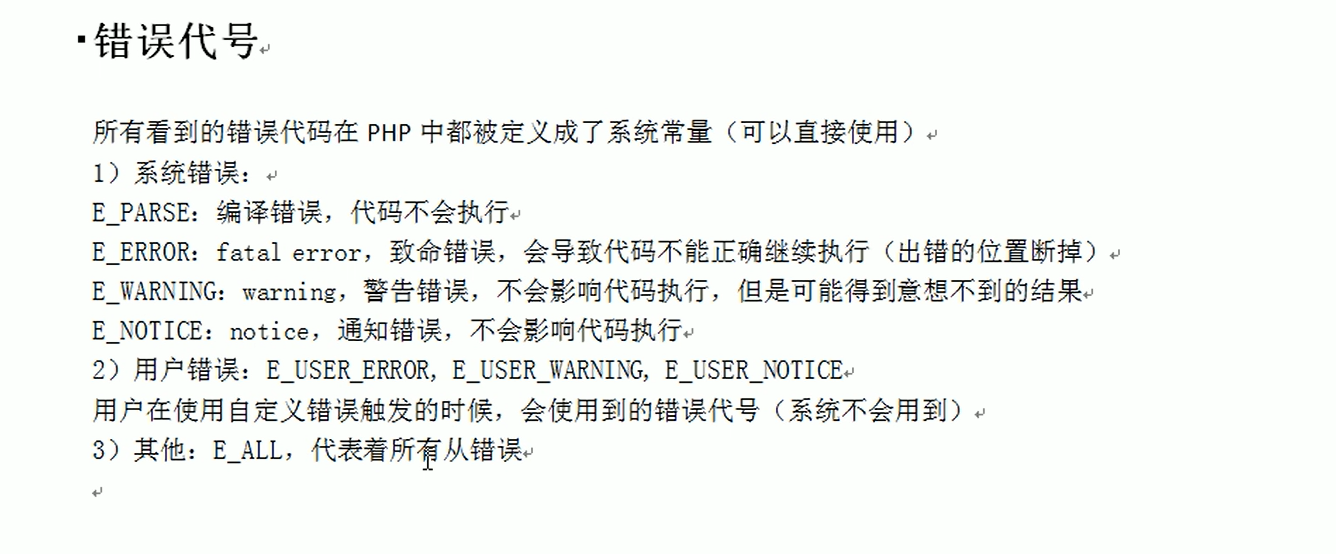 ▪错误代号
所有看到的错误代码在 PHP 中都被定义成了系统常量（可以直接使用）
1）系统错误：
E_PARSE：编译错误，代码不会执行
E_ERROR：fatal error，致命错误，会导致代码不能正确继续执行（出错的位置断掉）
E_WARNING：warning，警告错误，不会影响代码执行，但是可能得到意想不到的结果
E_NOTICE：notice，通知错误，不会影响代码执行
2）用户错误：E_USER_ERROR, E_USER_WARNING, E_USER_NOTICE
用户在使用自定义错误触发的时候，会使用到的错误代号（系统不会用到）
3）其他：E_ALL，代表着所有从错误